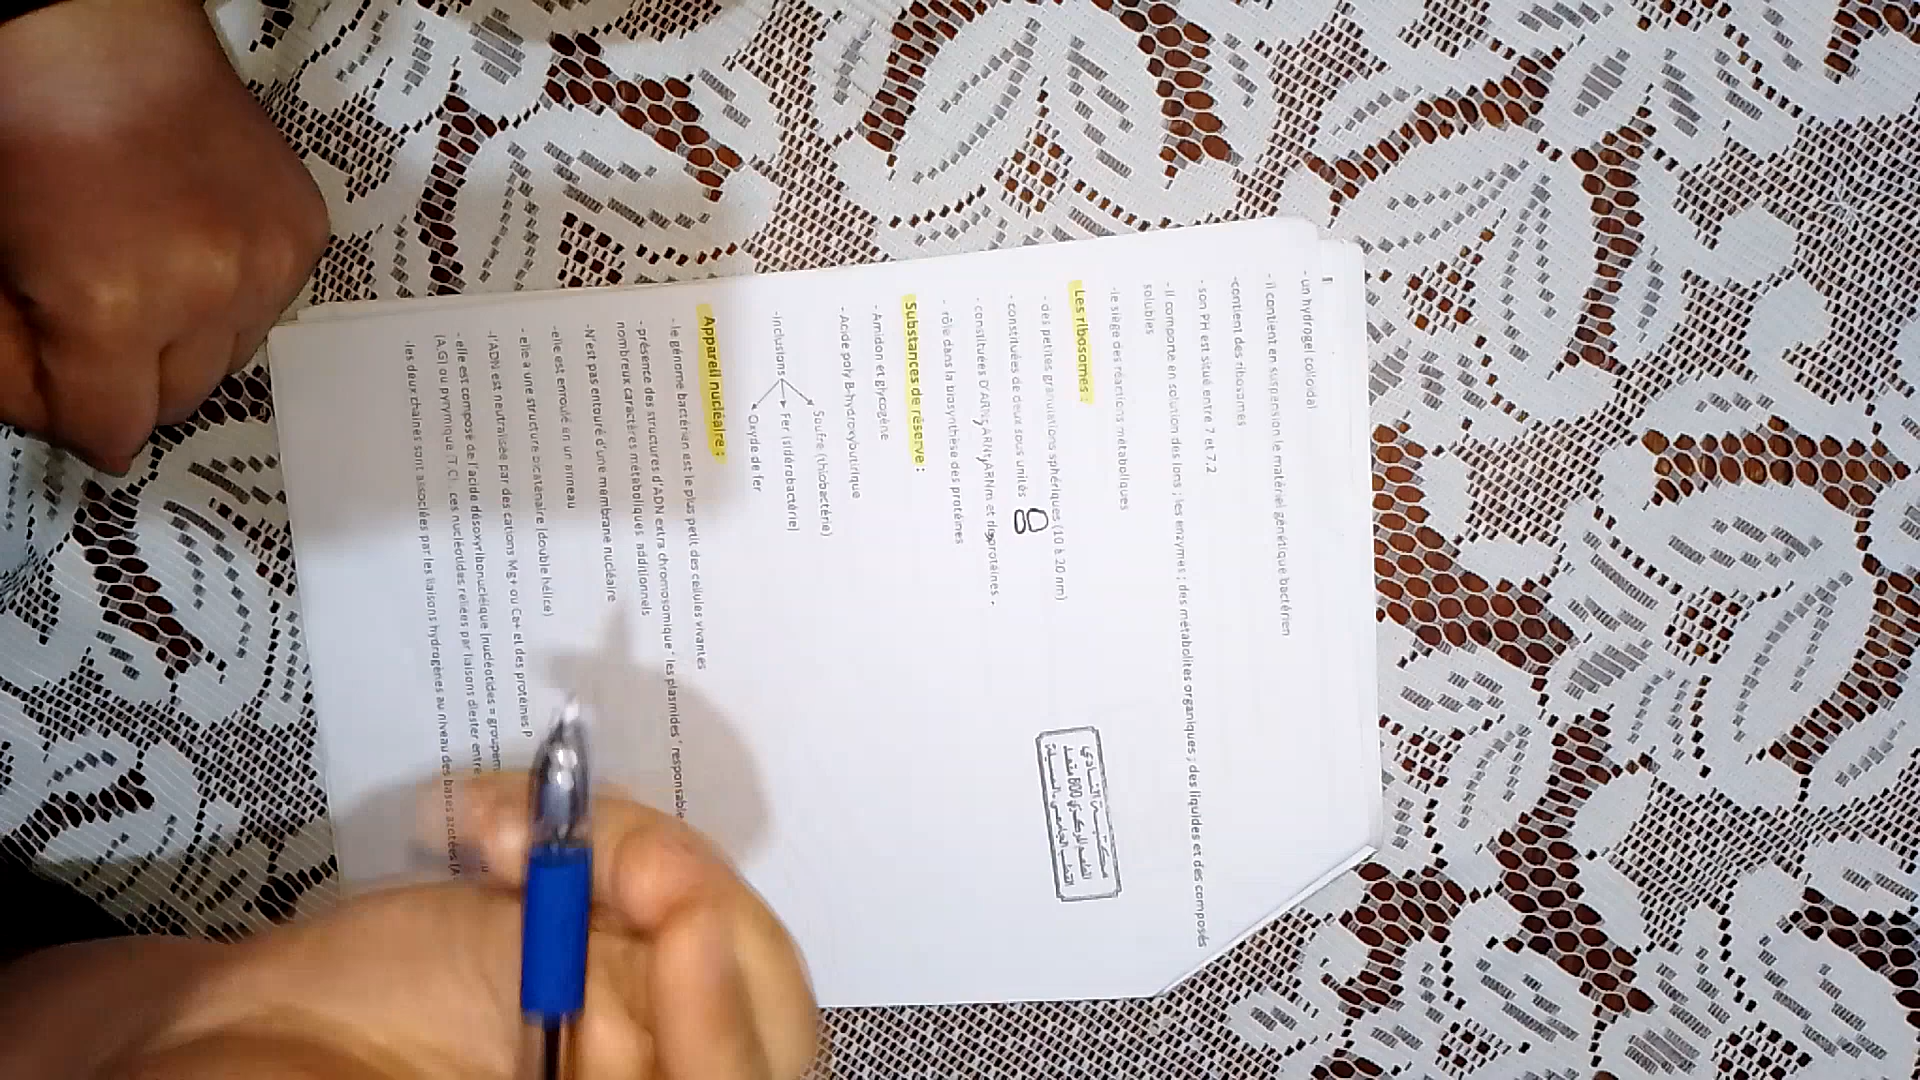 - un hydrogel colloïdal
- il contient en suspension le matériel génétique bactérien
-contient des ribosomes
- son PH est situé entre 7 et 7,2
- il comporte en solution des ions ; les enzymes ; des métabolites organiques ; des liquides et des composés
solubles
-le siège des réactions métaboliques
Les ribosomes :
- des petites granulations sphériques (10 à 20 nm)
-constituées de deux sous unités
- constituées D'ARNr, ARNt, ARNm et de protéines .
- rôle dans la biosynthèse des protéines
Substances de réserve :
-Amidon et glycogène
-Acide poly B-hydroxybutirique
Soufre (thiobactérie)
-Inclusions Fer (sidérobactérie)
Oxyde de fer
Appareil nucléaire :
- le génome bactérien est le plus petit des cellules vivantes
- présence des structures d'ADN extra chromosomique " les plasmides " responsable
nombreux caractères métaboliques additionnels
-N'est pas entouré d'une membrane nucléaire
-elle est enroulé en un anneau
- elle a une structure bicaténaire (double hélice)
-l'ADN est neutralisée par des cations Mg+ ou Ca+ et des protéines P
- elle est composé de l'acide désoxyribonucléique (nucléotides = groupem
(A,G) ou pyrymique (T,C). ces nucléotides reliées par liaisons diester entre
-les deux chaînes sont associées par les liaisons hydrogènes au niveau des bases azotées (A